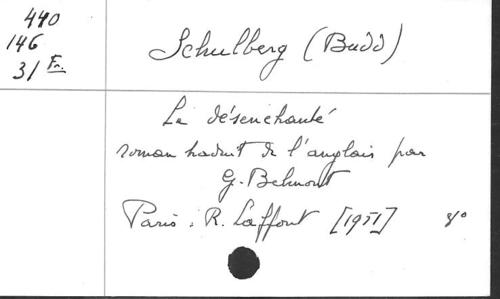 440
146
31 Fr.
Schulberg (Budd)
Le désenchanté
roman traduit de l'anglais par
G. Belmont
Paris, R. Laffont [1951] 8°